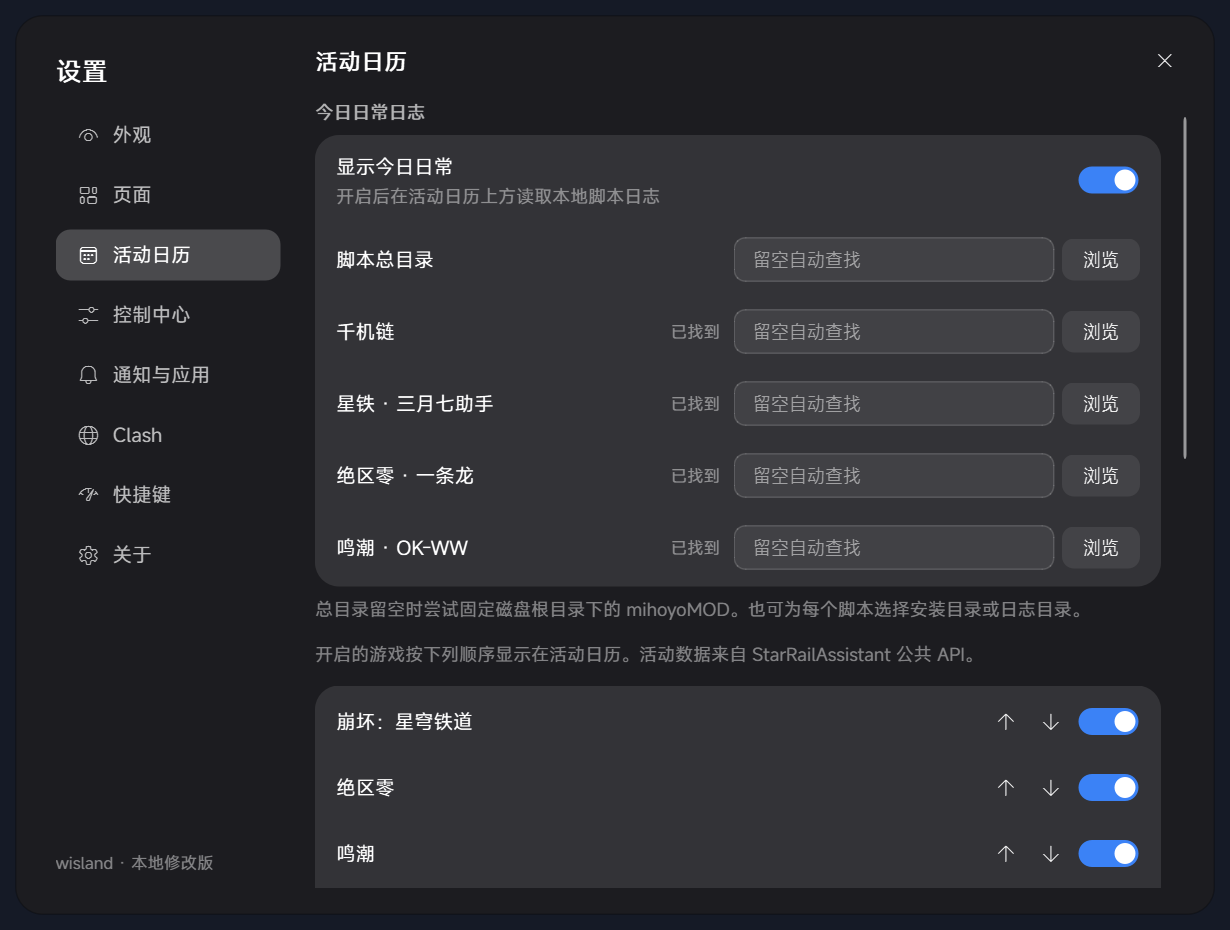 设置
外观
页面
活动日历
控制中心
通知与应用
Clash
快捷键
关于
wisland · 本地修改版
活动日历
今日日常日志
显示今日日常
开启后在活动日历上方读取本地脚本日志
脚本总目录 留空自动查找 浏览
千机链 已找到 留空自动查找 浏览
星铁 · 三月七助手 已找到 留空自动查找 浏览
绝区零 · 一条龙 已找到 留空自动查找 浏览
鸣潮 · OK-WW 已找到 留空自动查找 浏览
总目录留空时尝试固定磁盘根目录下的 mihoyoMOD。也可为每个脚本选择安装目录或日志目录。
开启的游戏按下列顺序显示在活动日历。活动数据来自 StarRailAssistant 公共 API。
崩坏：星穹铁道
绝区零
鸣潮